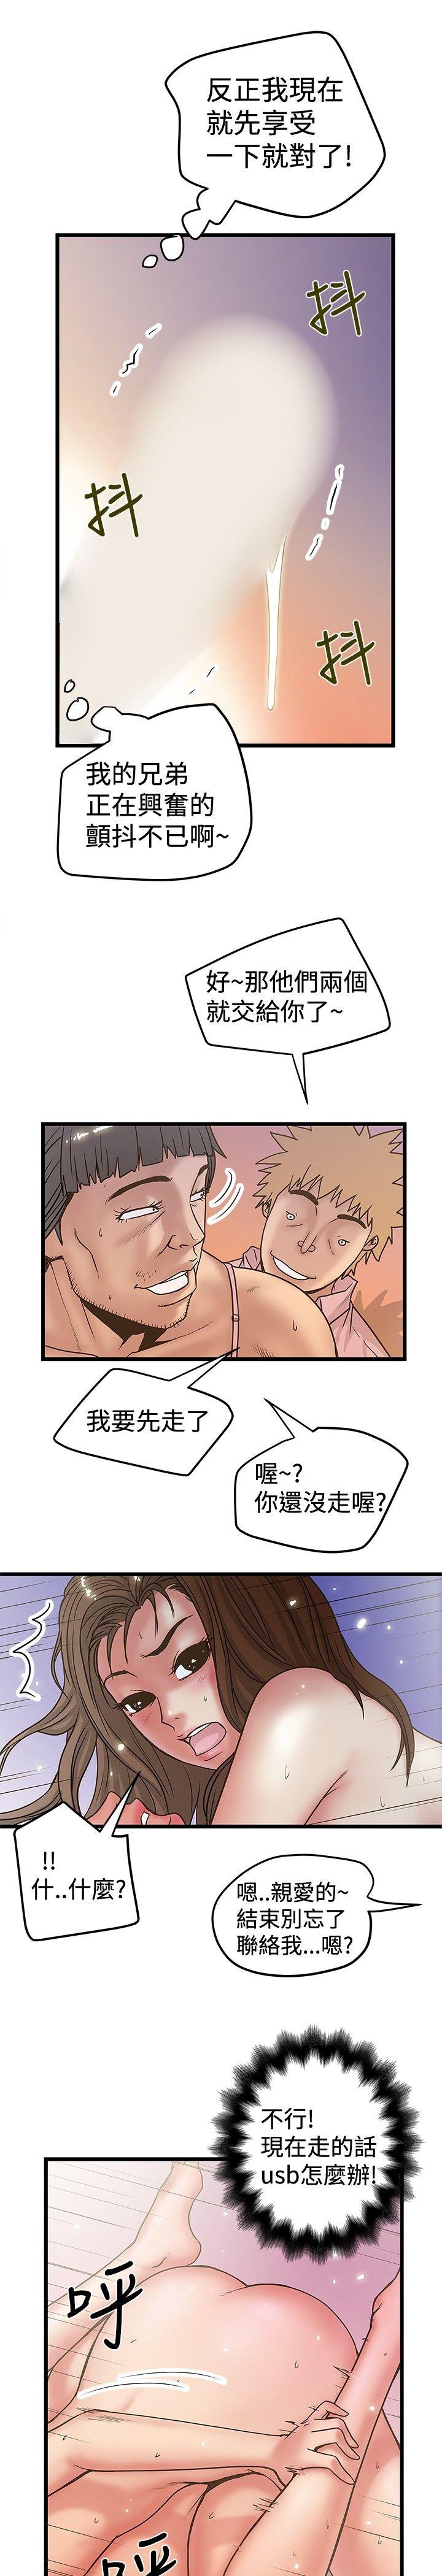 反正我現在
就先享受
一下就對了!
抖
抖
抖
我的兄弟
正在興奮的
顫抖不已啊~
好~那他們兩個
就交給你了~
我要先走了
喔~?
你還沒走喔?
!!
什..什麼?
嗯..親愛的~
結束別忘了
聯絡我...嗯?
不行!
現在走的話
usb怎麼辦!
呼
呼